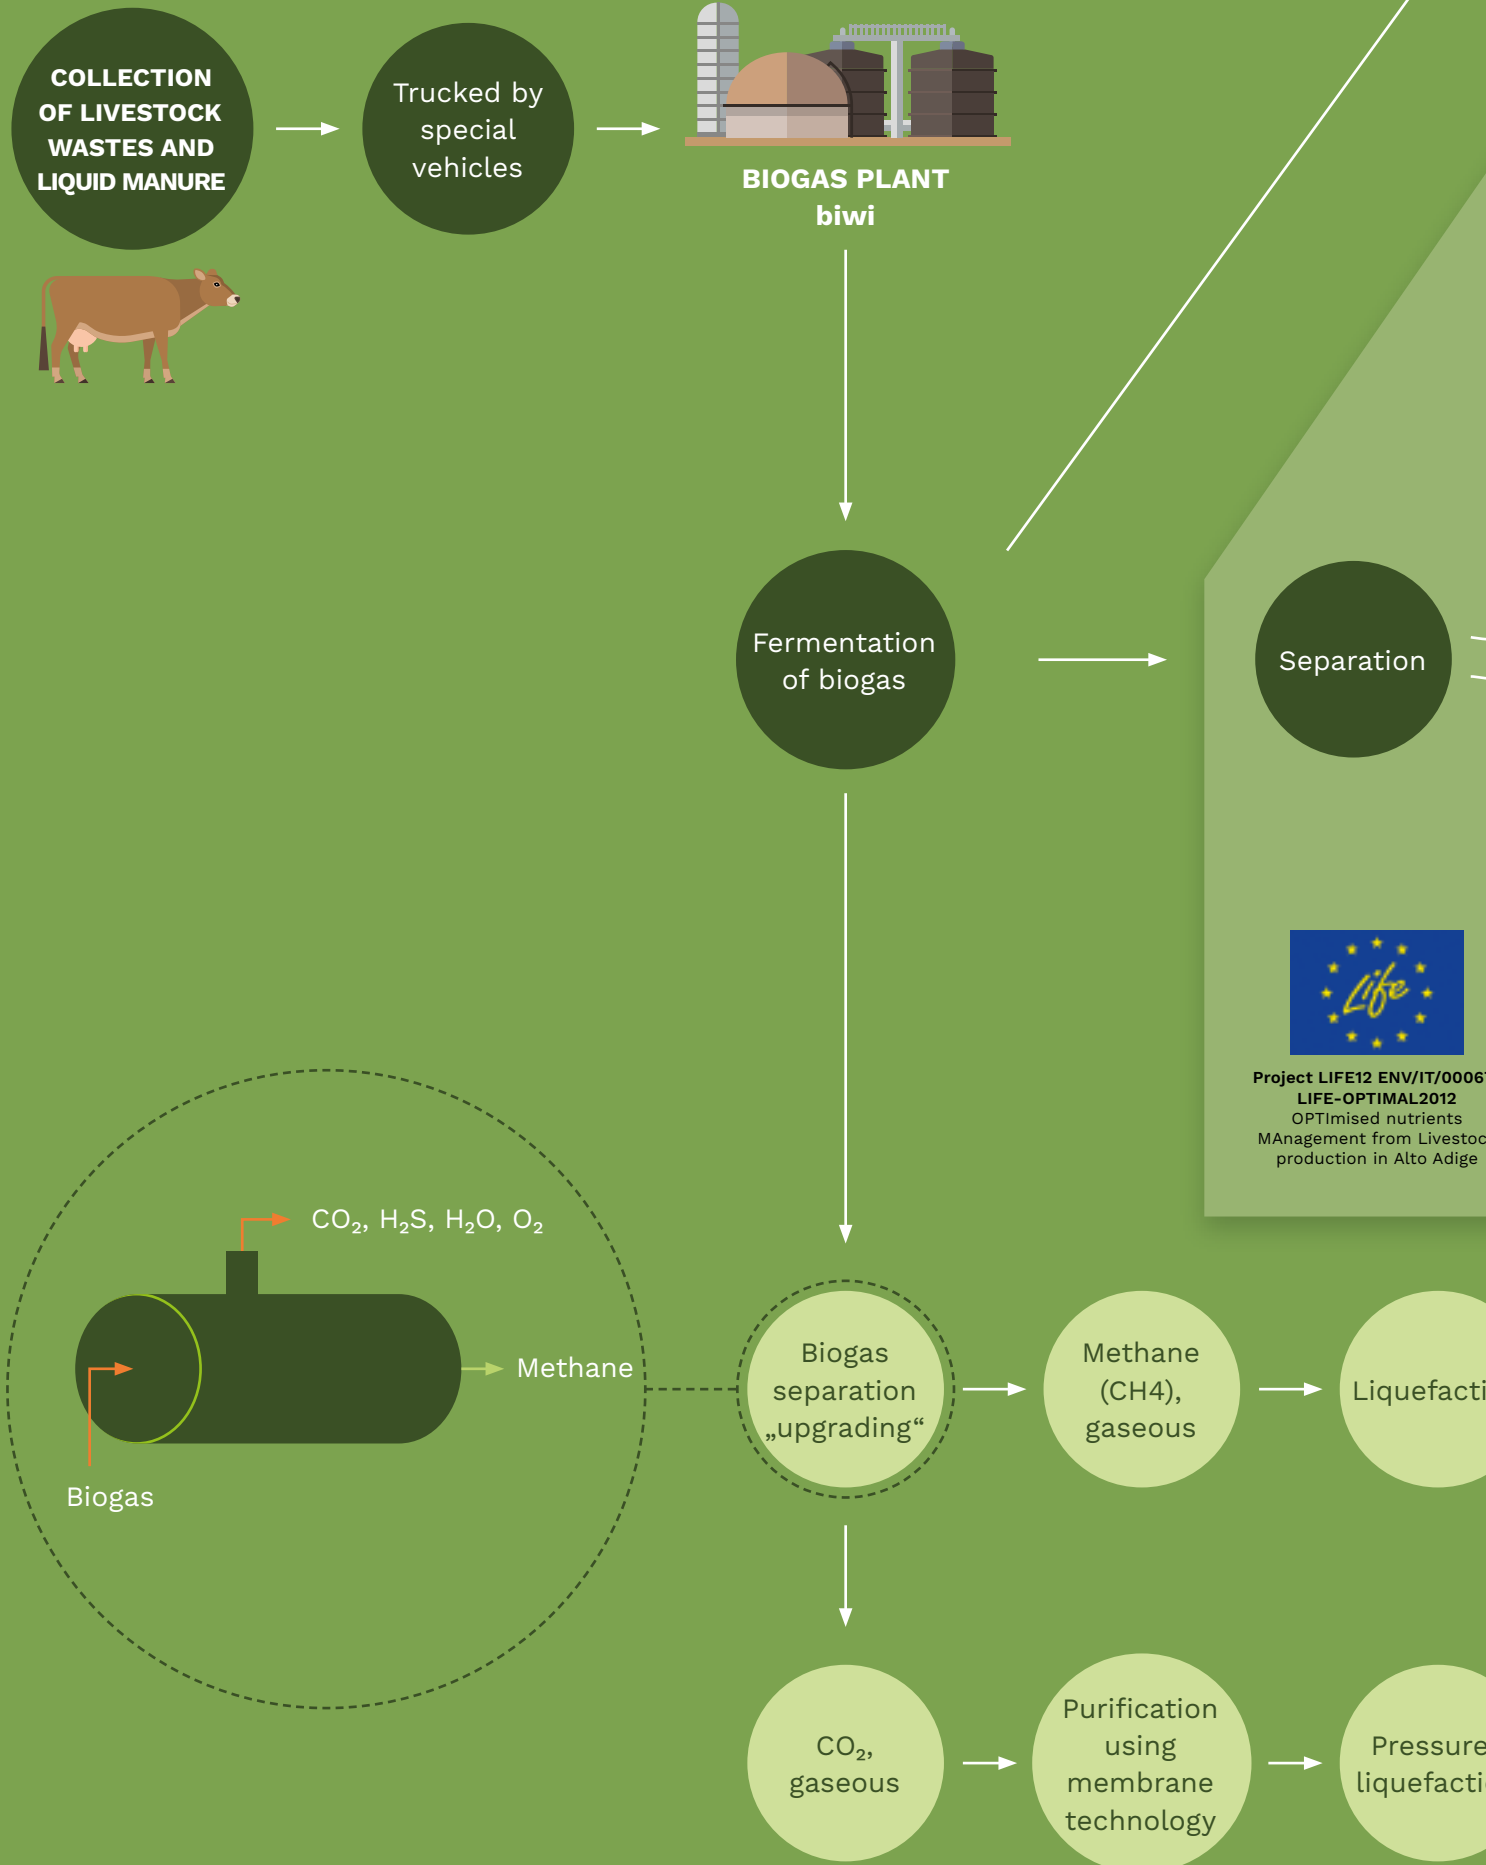 COLLECTION
OF LIVESTOCK
WASTES AND
LIQUID MANURE
Trucked by
special
vehicles
BIOGAS PLANT
biwi
Fermentation
of biogas
Separation
Life
Project LIFE12 ENV/IT/0006
LIFE-OPTIMAL2012
OPTImised nutrients
MAnagement from Livestoc
production in Alto Adige
CO₂, H₂S, H₂O, O₂
Methane
Biogas
Biogas
separation
„upgrading“
Methane
(CH4),
gaseous
Liquefacti
CO₂,
gaseous
Purification
using
membrane
technology
Pressure
liquefacti